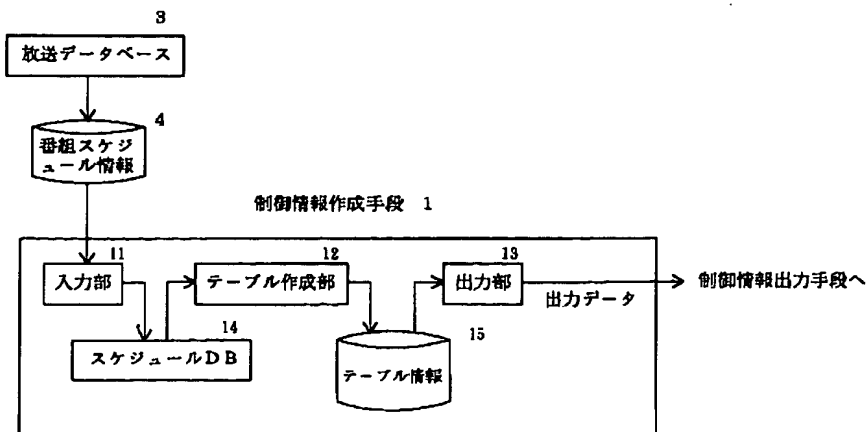 3
放送データベース
4
番組スケジ
ュール情報
制御情報作成手段 1
11
12
13
入力部
テーブル作成部
出力部
出力データ
制御情報出力手段へ
14
15
スケジュールDB
テーブル情報